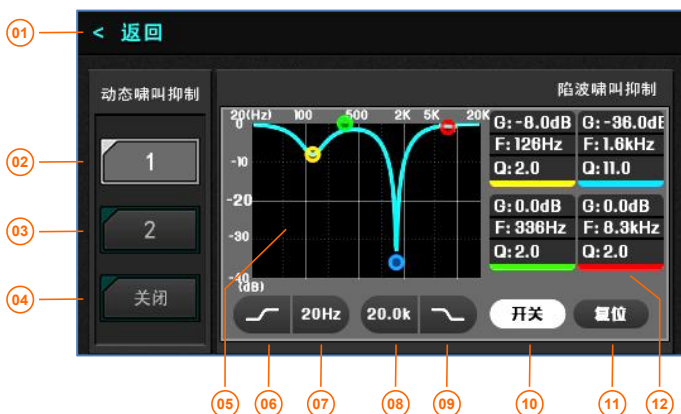 01
< 返回
动态啸叫抑制
陷波啸叫抑制
02
1
03
2
04
关闭
20(Hz) 100 500 2K 5K 20K
0
-10
-20
-30
-40
(dB)
G:-8.0dB
F:126Hz
Q:2.0
G:-36.0dB
F:1.6kHz
Q:11.0
G:0.0dB
F:336Hz
Q:2.0
G:0.0dB
F:8.3kHz
Q:2.0
20Hz
20.0k
开关
复位
05 06 07 08 09 10 11 12